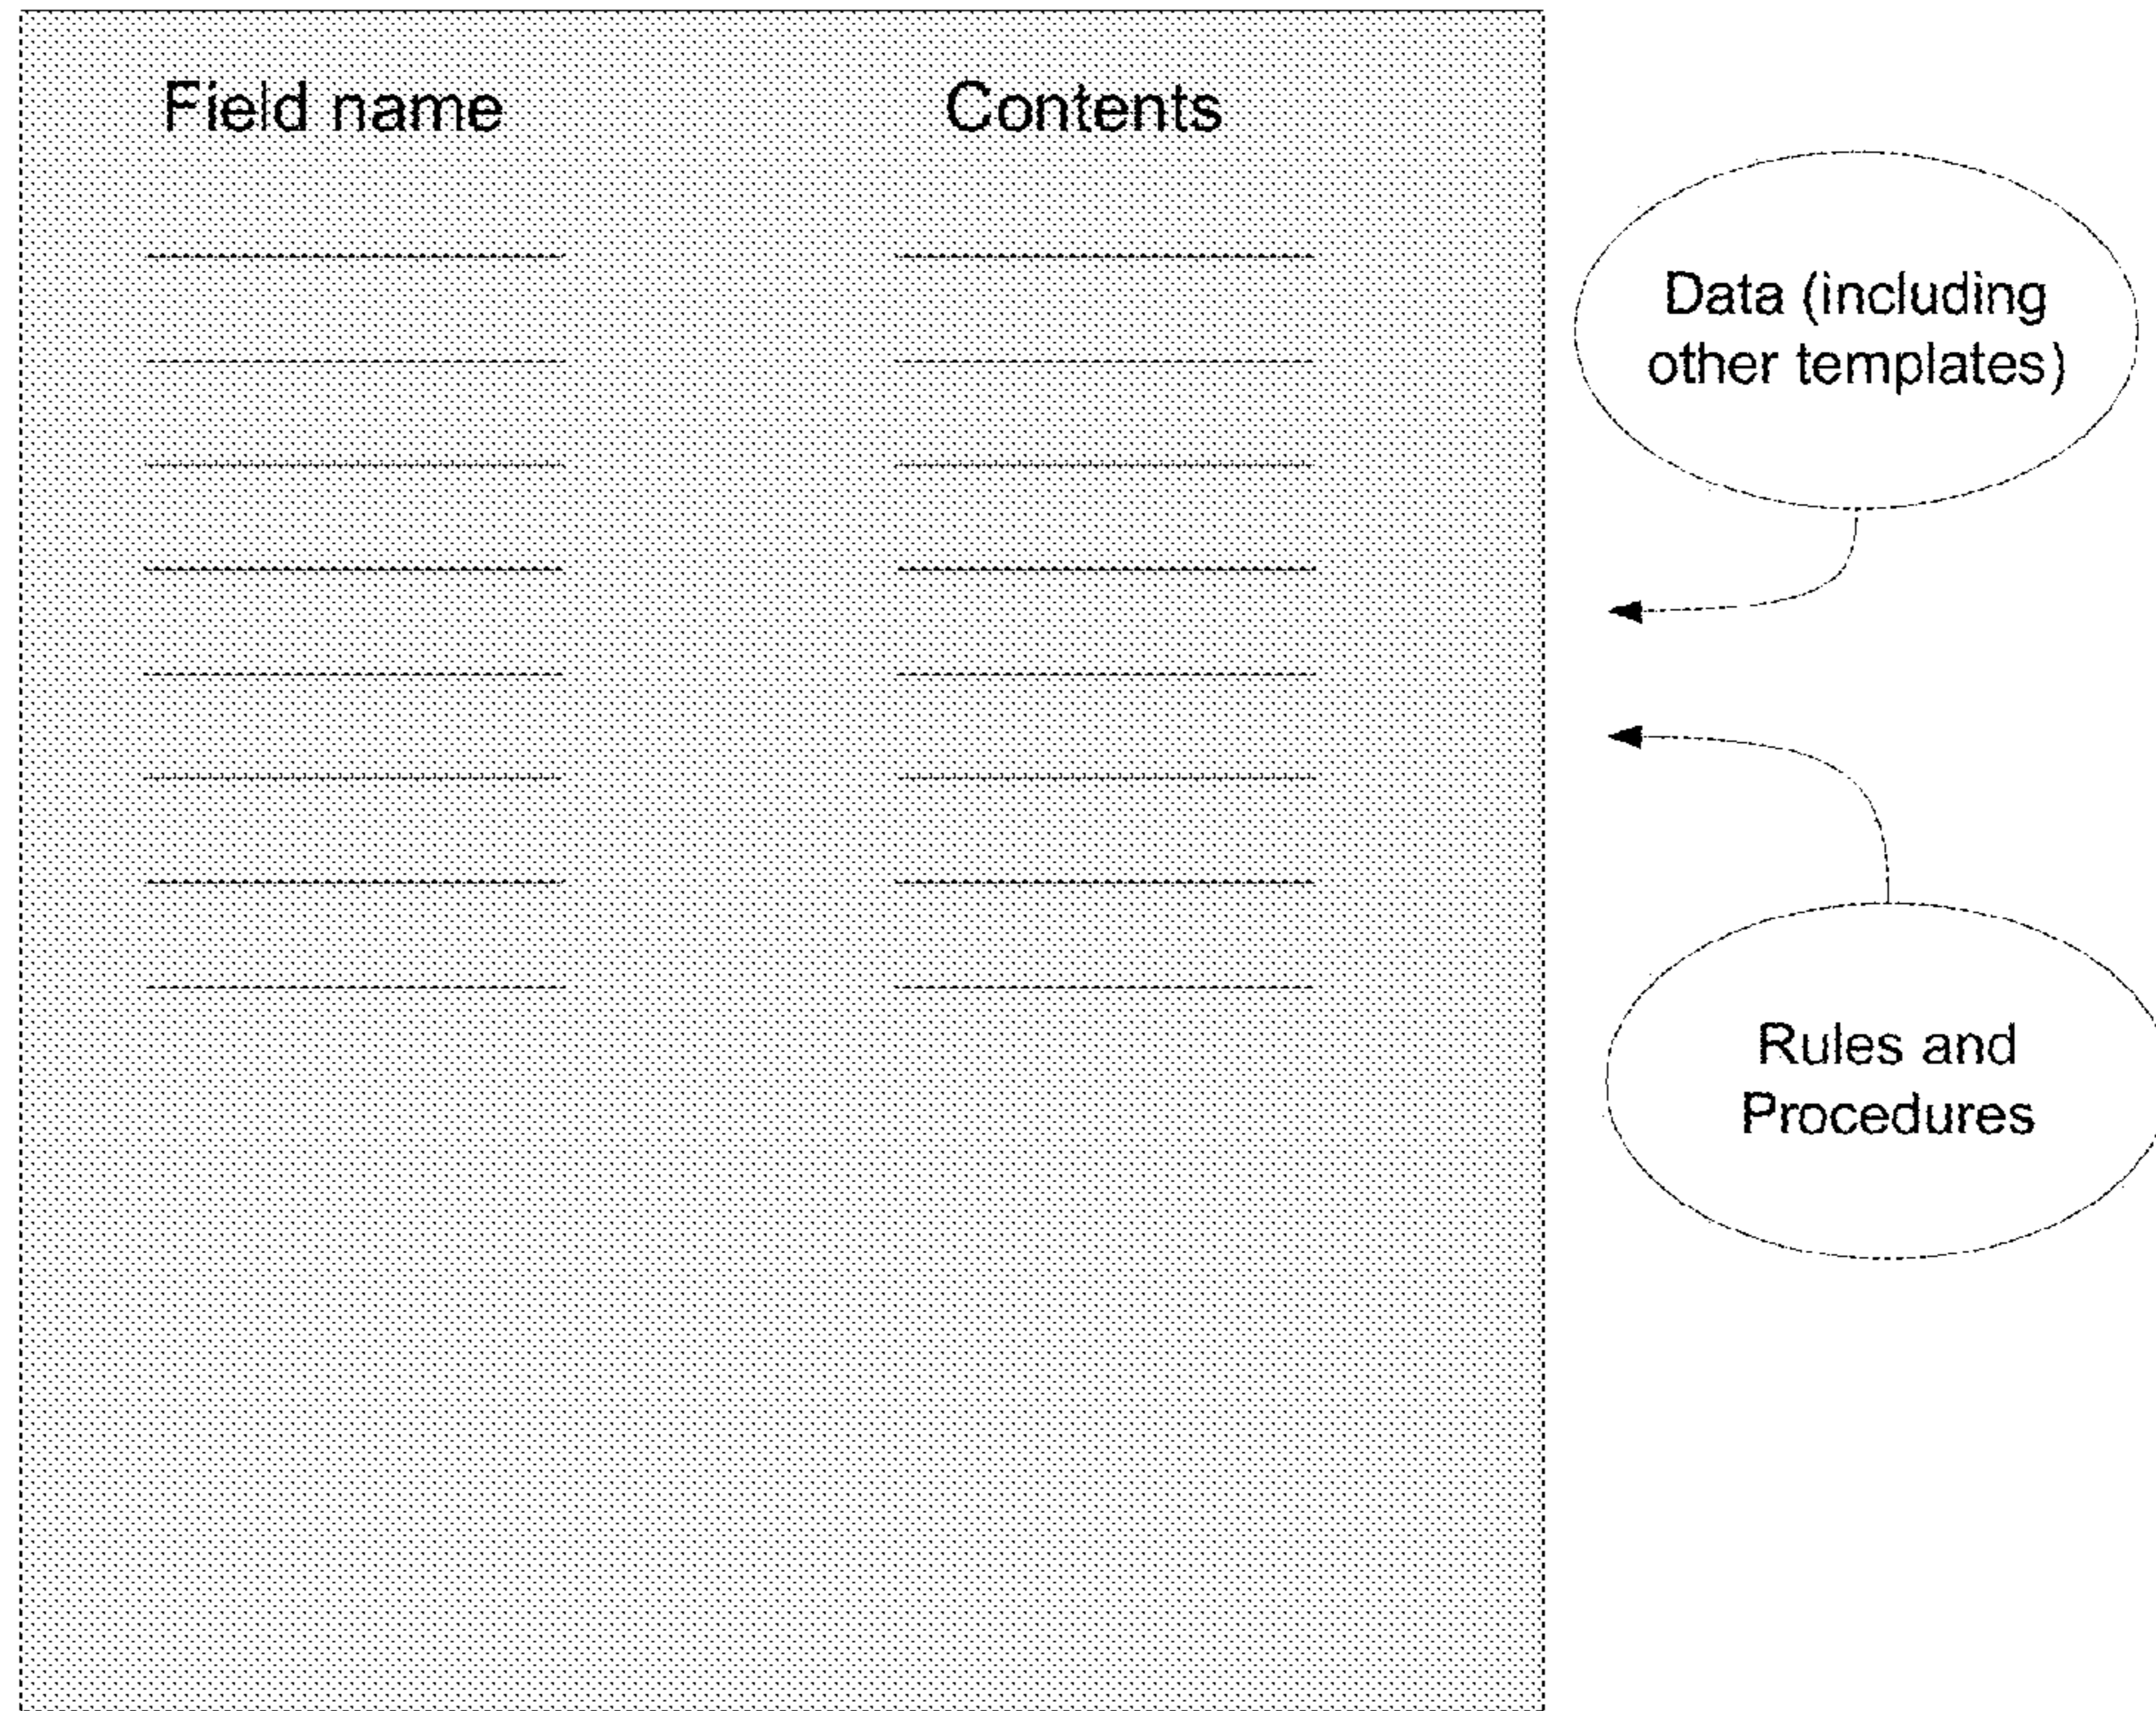 Field name
Contents
Data (including
other templates)
Rules and
Procedures